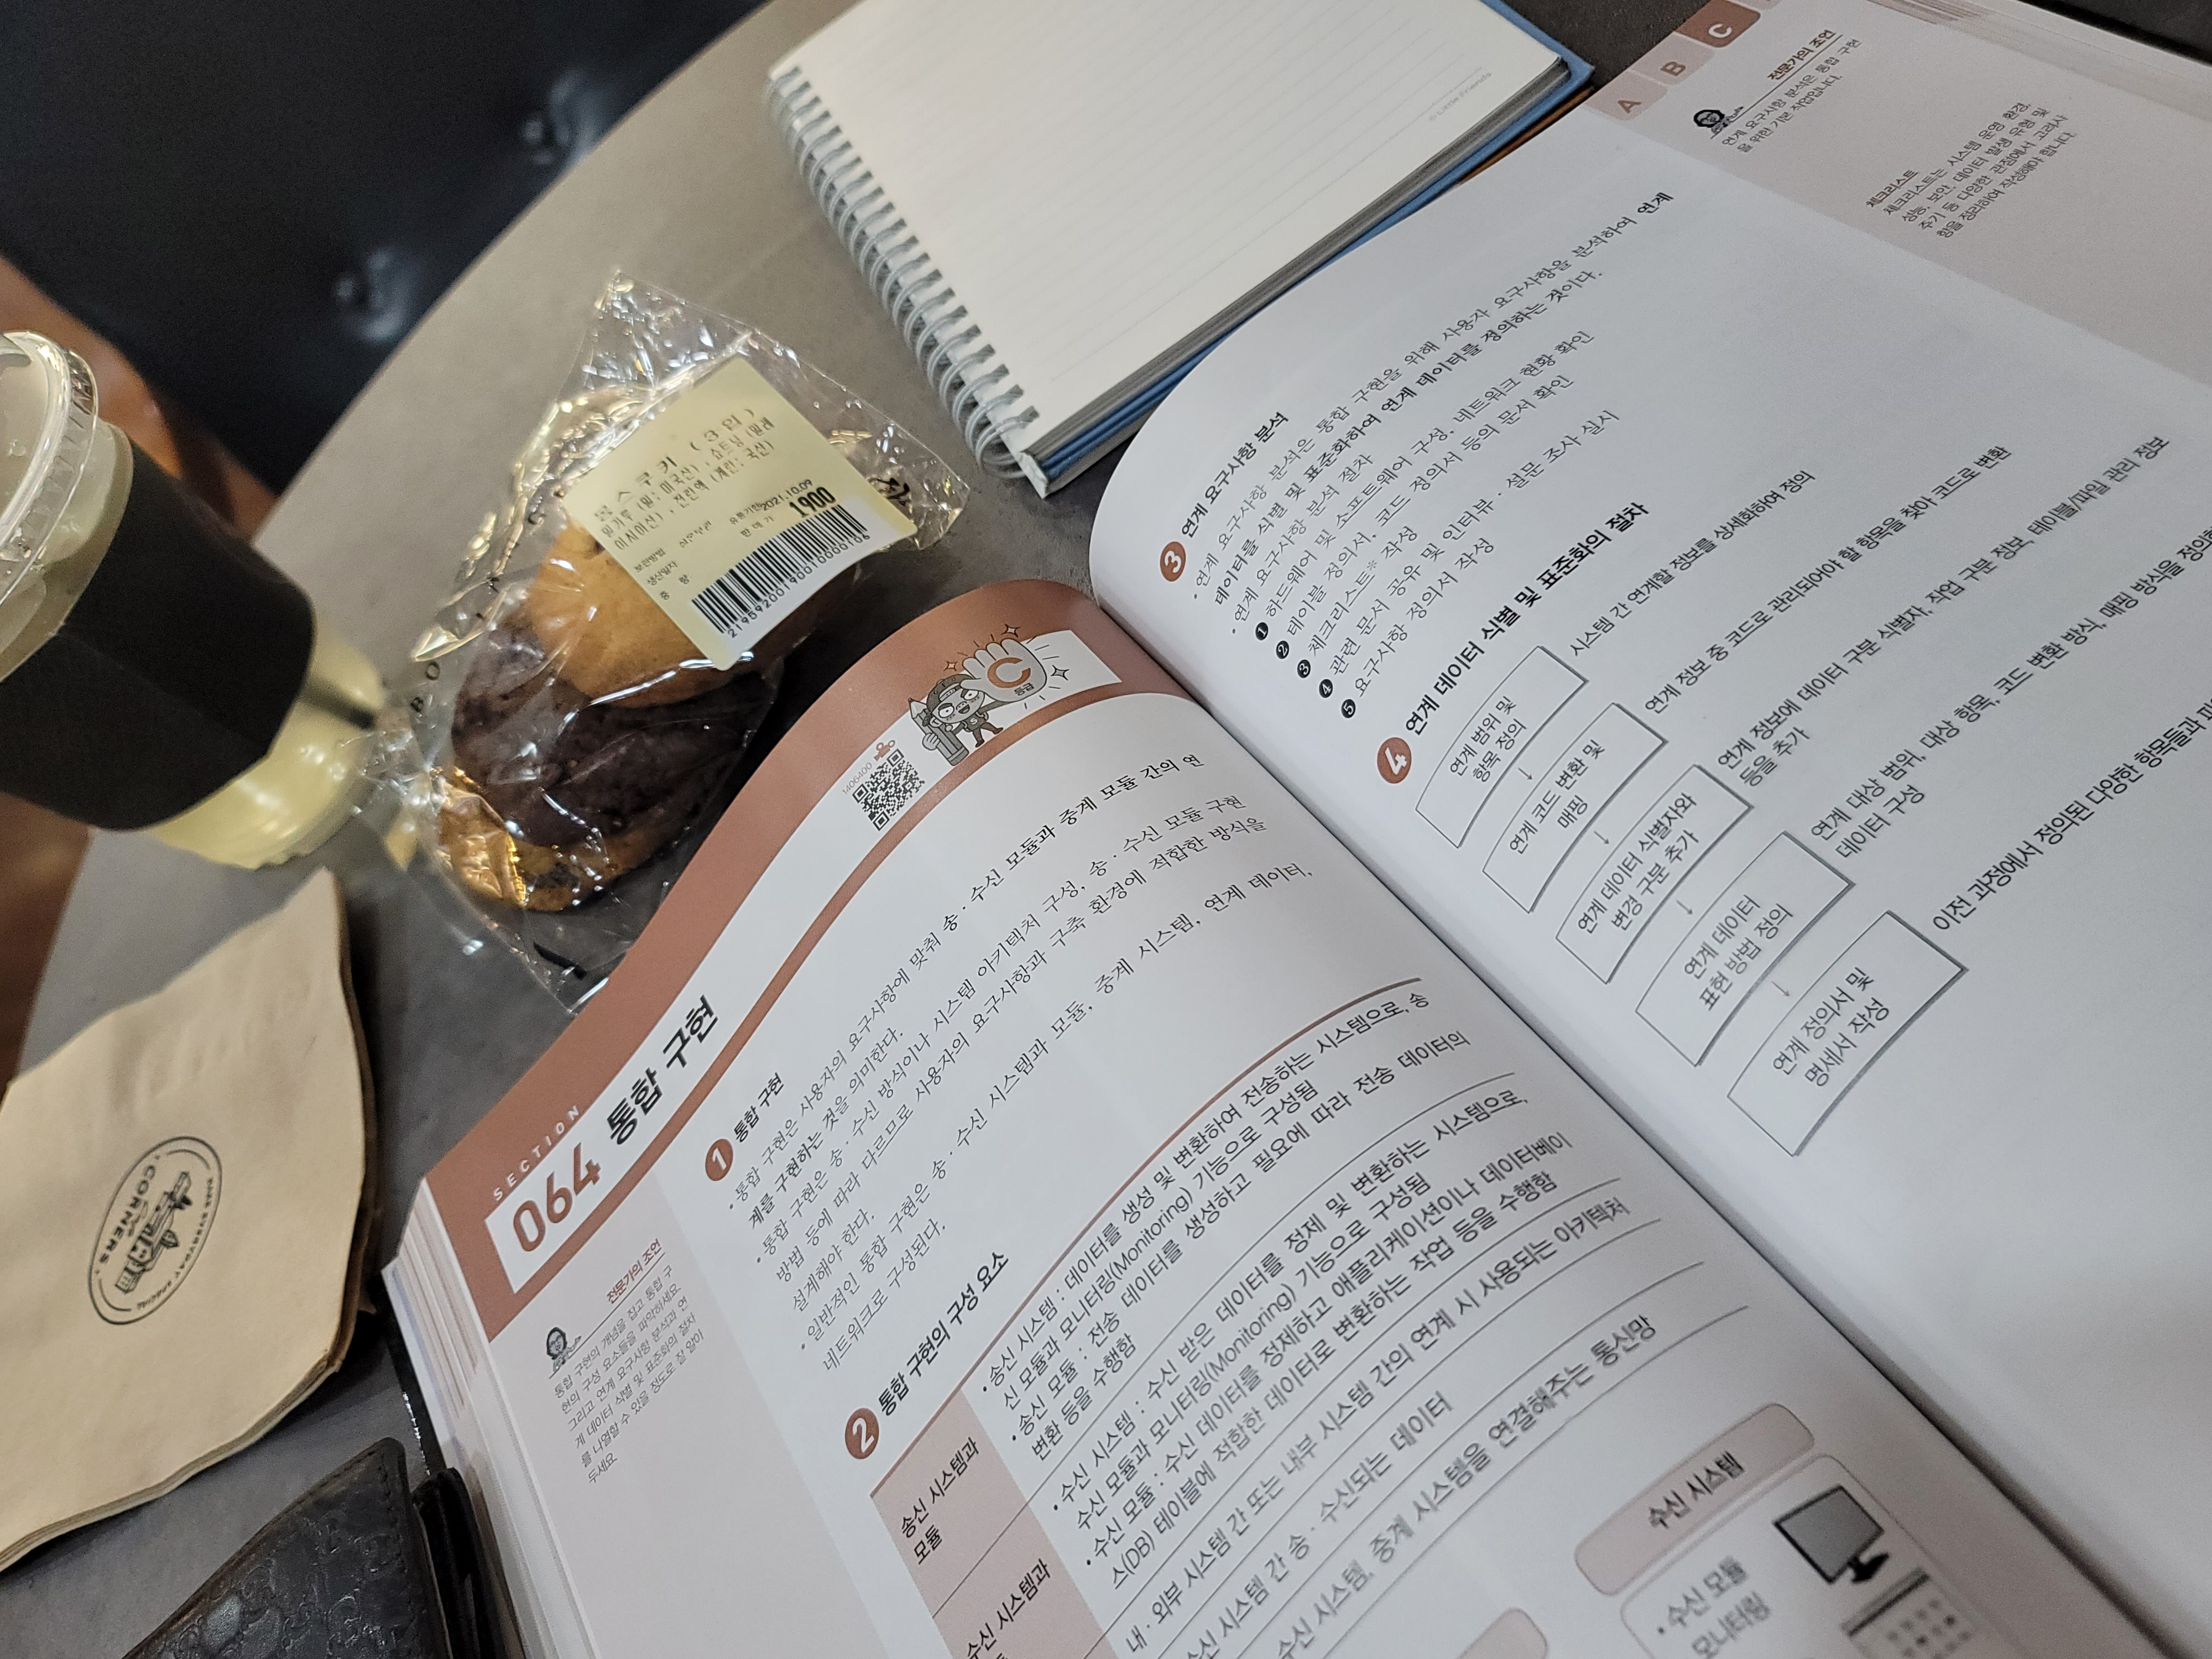 CORNERS
SECTION
064 통합 구현
전문가의 조언
통합 구현의 개념을 잡고 통합 구
현의 구성 요소들을 파악하세요.
그리고 연계 요구사항 분석과 연
계 데이터 식별 및 표준화의 절차
를 나열할 수 있을 정도로 잘 알아
두세요.
1406400
C
등급
1 통합 구현
• 통합 구현은 사용자의 요구사항에 맞춰 송·수신 모듈과 중계 모듈 간의 연
계를 구현하는 것을 의미한다.
• 통합 구현은 송·수신 방식이나 시스템 아키텍처 구성, 송·수신 모듈 구현
방법 등에 따라 다르므로 사용자의 요구사항과 구축 환경에 적합한 방식을
설계해야 한다.
• 일반적인 통합 구현은 송·수신 시스템과 모듈, 중계 시스템, 연계 데이터,
네트워크로 구성된다.
2 통합 구현의 구성 요소
송신 시스템과
모듈
• 송신 시스템 : 데이터를 생성 및 변환하여 전송하는 시스템으로, 송
신 모듈과 모니터링(Monitoring) 기능으로 구성됨
• 송신 모듈 : 전송 데이터를 생성하고 필요에 따라 전송 데이터의
변환 등을 수행함
수신 시스템과
• 수신 시스템 : 수신 받은 데이터를 정제 및 변환하는 시스템으로,
수신 모듈과 모니터링(Monitoring) 기능으로 구성됨
• 수신 모듈 : 수신 데이터를 정제하고 애플리케이션이나 데이터베이
스(DB) 테이블에 적합한 데이터로 변환하는 작업 등을 수행함
내·외부 시스템 간 또는 내부 시스템 간의 연계 시 사용되는 아키텍처
시스템 간 송·수신되는 데이터
수신 시스템, 중계 시스템을 연결해주는 통신망
수신 시스템
• 수신 모듈
모니터링
3 연계 요구사항 분석
• 연계 요구사항 분석은 통합 구현을 위해 사용자 요구사항을 분석하여 연계
데이터를 식별 및 표준화하여 연계 데이터를 정의하는 것이다.
• 연계 요구사항 분석 절차
❶ 하드웨어 및 소프트웨어 구성, 네트워크 현황 확인
❷ 테이블 정의서, 코드 정의서 등의 문서 확인
❸ 체크리스트※ 작성
❹ 관련 문서 공유 및 인터뷰·설문 조사 실시
❺ 요구사항 정의서 작성
4 연계 데이터 식별 및 표준화의 절차
연계 범위 및
항목 정의
시스템 간 연계할 정보를 상세화하여 정의
↓
연계 코드 변환 및
매핑
연계 정보 중 코드로 관리되어야 할 항목을 찾아 코드로 변환
↓
연계 데이터 식별자와
변경 구분 추가
연계 정보에 데이터 구분 식별자, 작업 구분 정보, 테이블/파일 관리 정보
등을 추가
↓
연계 데이터
표현 방법 정의
연계 대상 범위, 대상 항목, 코드 변환 방식, 매핑 방식을
데이터 구성
↓
연계 정의서 및
명세서 작성
이전 과정에서 정의된 다양한 항목들과
A
B
C
전문가의 조언
연계 요구사항 분석은 통합 구현
을 위한 기본 작업입니다.
체크리스트
체크리스트는 시스템 운영 환경,
성능, 보안, 데이터 발생 유형 및
주기 등 다양한 관점에서 고려사
항을 정리하여 작성해야 합니다.
쿠키 (3입)
2021.10.09
1900